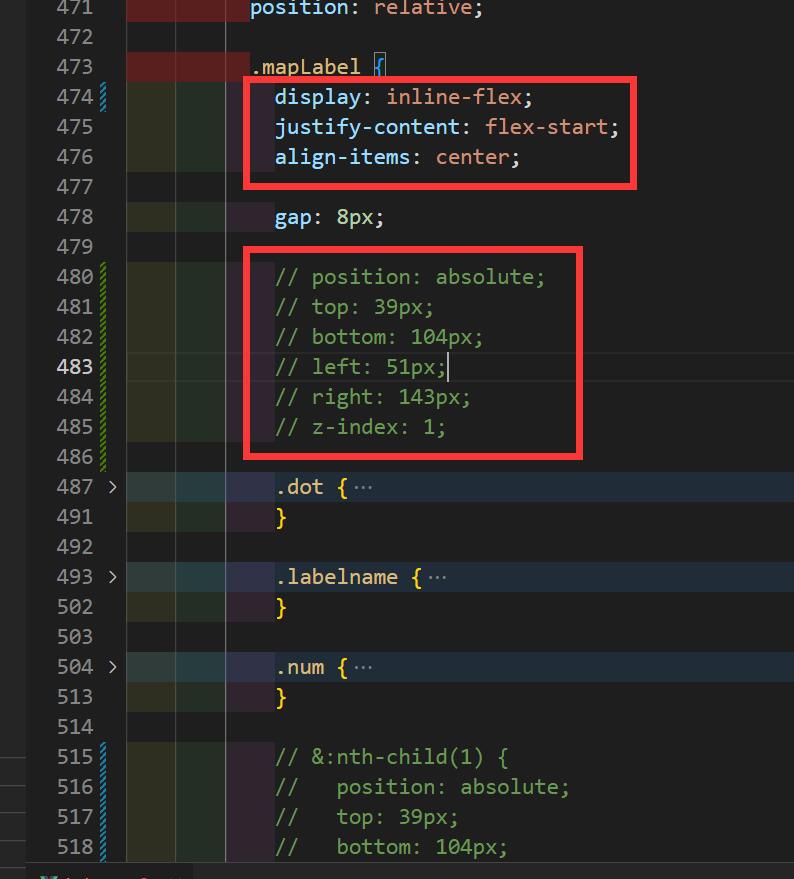 471 position: relative;
472
473 .mapLabel {
474 display: inline-flex;
475 justify-content: flex-start;
476 align-items: center;
477
478 gap: 8px;
479
480 // position: absolute;
481 // top: 39px;
482 // bottom: 104px;
483 // left: 51px;
484 // right: 143px;
485 // z-index: 1;
486
487 > .dot { ···
491 }
492
493 > .labelname { ···
502 }
503
504 > .num { ···
513 }
514
515 // &:nth-child(1) {
516 //   position: absolute;
517 //   top: 39px;
518 //   bottom: 104px;